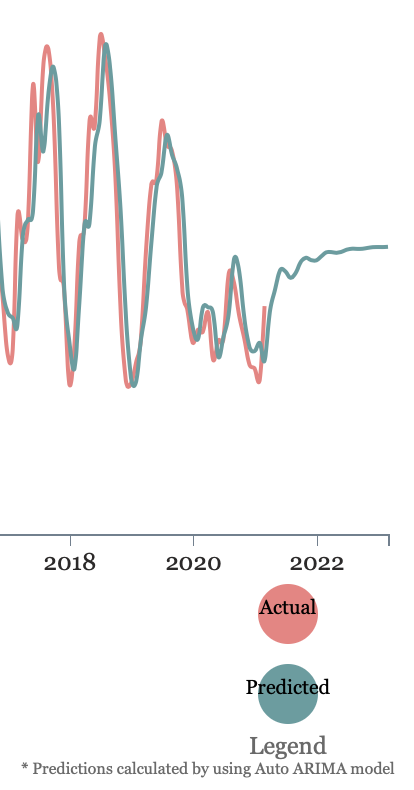 2018 2020 2022
Actual
Predicted
Legend
* Predictions calculated by using Auto ARIMA model